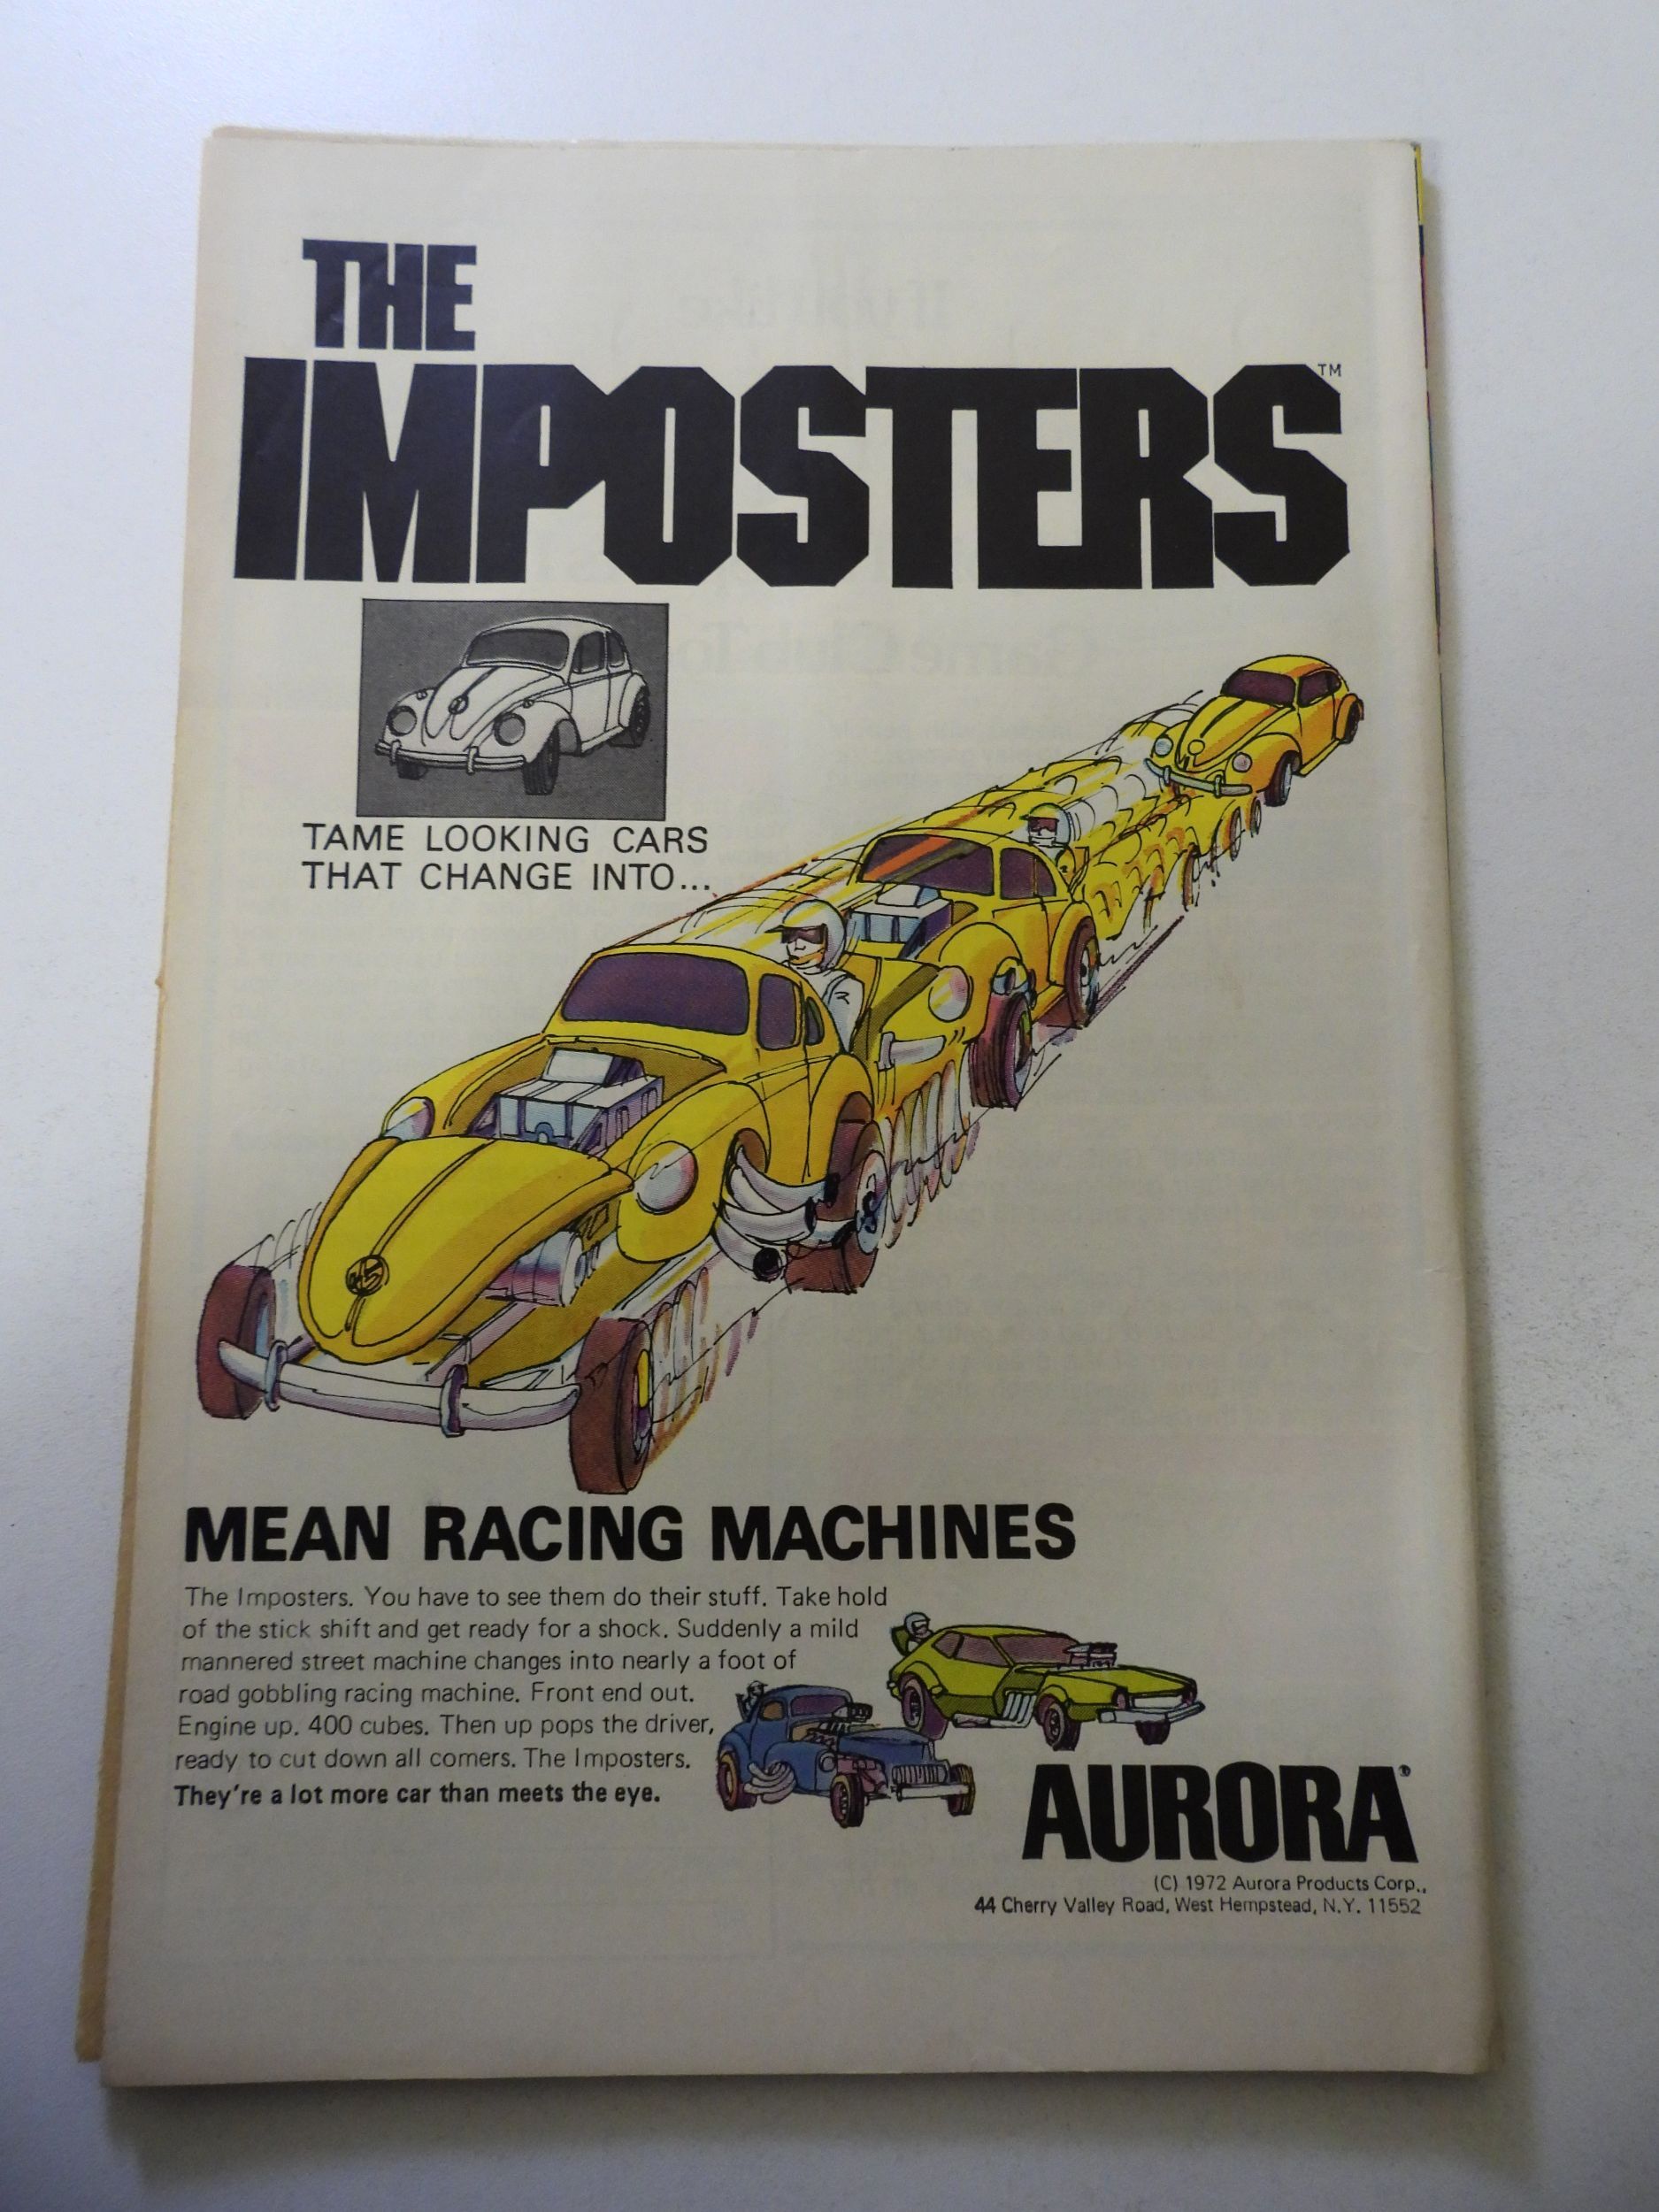 THE
IMPOSTERS™
TAME LOOKING CARS
THAT CHANGE INTO...
MEAN RACING MACHINES
The Imposters. You have to see them do their stuff. Take hold
of the stick shift and get ready for a shock. Suddenly a mild
mannered street machine changes into nearly a foot of
road gobbling racing machine. Front end out.
Engine up. 400 cubes. Then up pops the driver,
ready to cut down all comers. The Imposters.
They're a lot more car than meets the eye.
AURORA®
(C) 1972 Aurora Products Corp.,
44 Cherry Valley Road, West Hempstead, N.Y. 11552